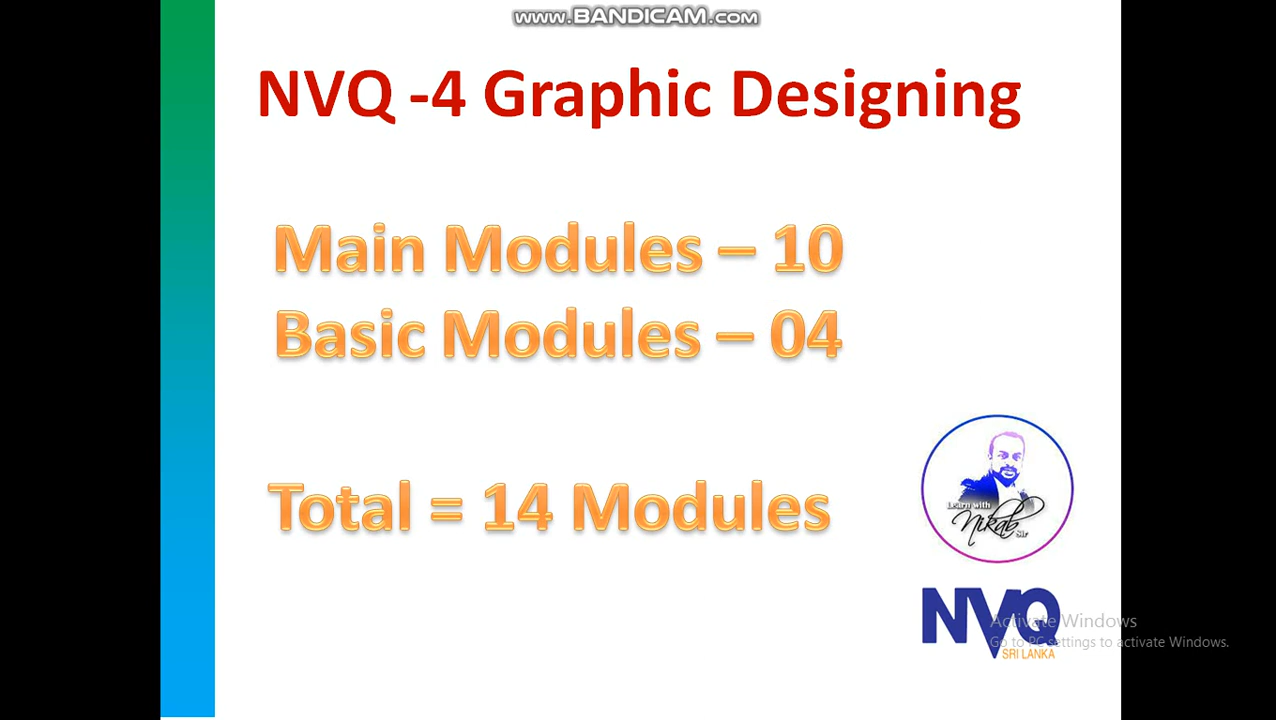 www.BANDICAM.com
NVQ -4 Graphic Designing
Main Modules – 10
Basic Modules – 04
Total = 14 Modules
Learn with
Nikab
Sir
NVQ
SRI LANKA
Activate Windows
Go to PC settings to activate Windows.